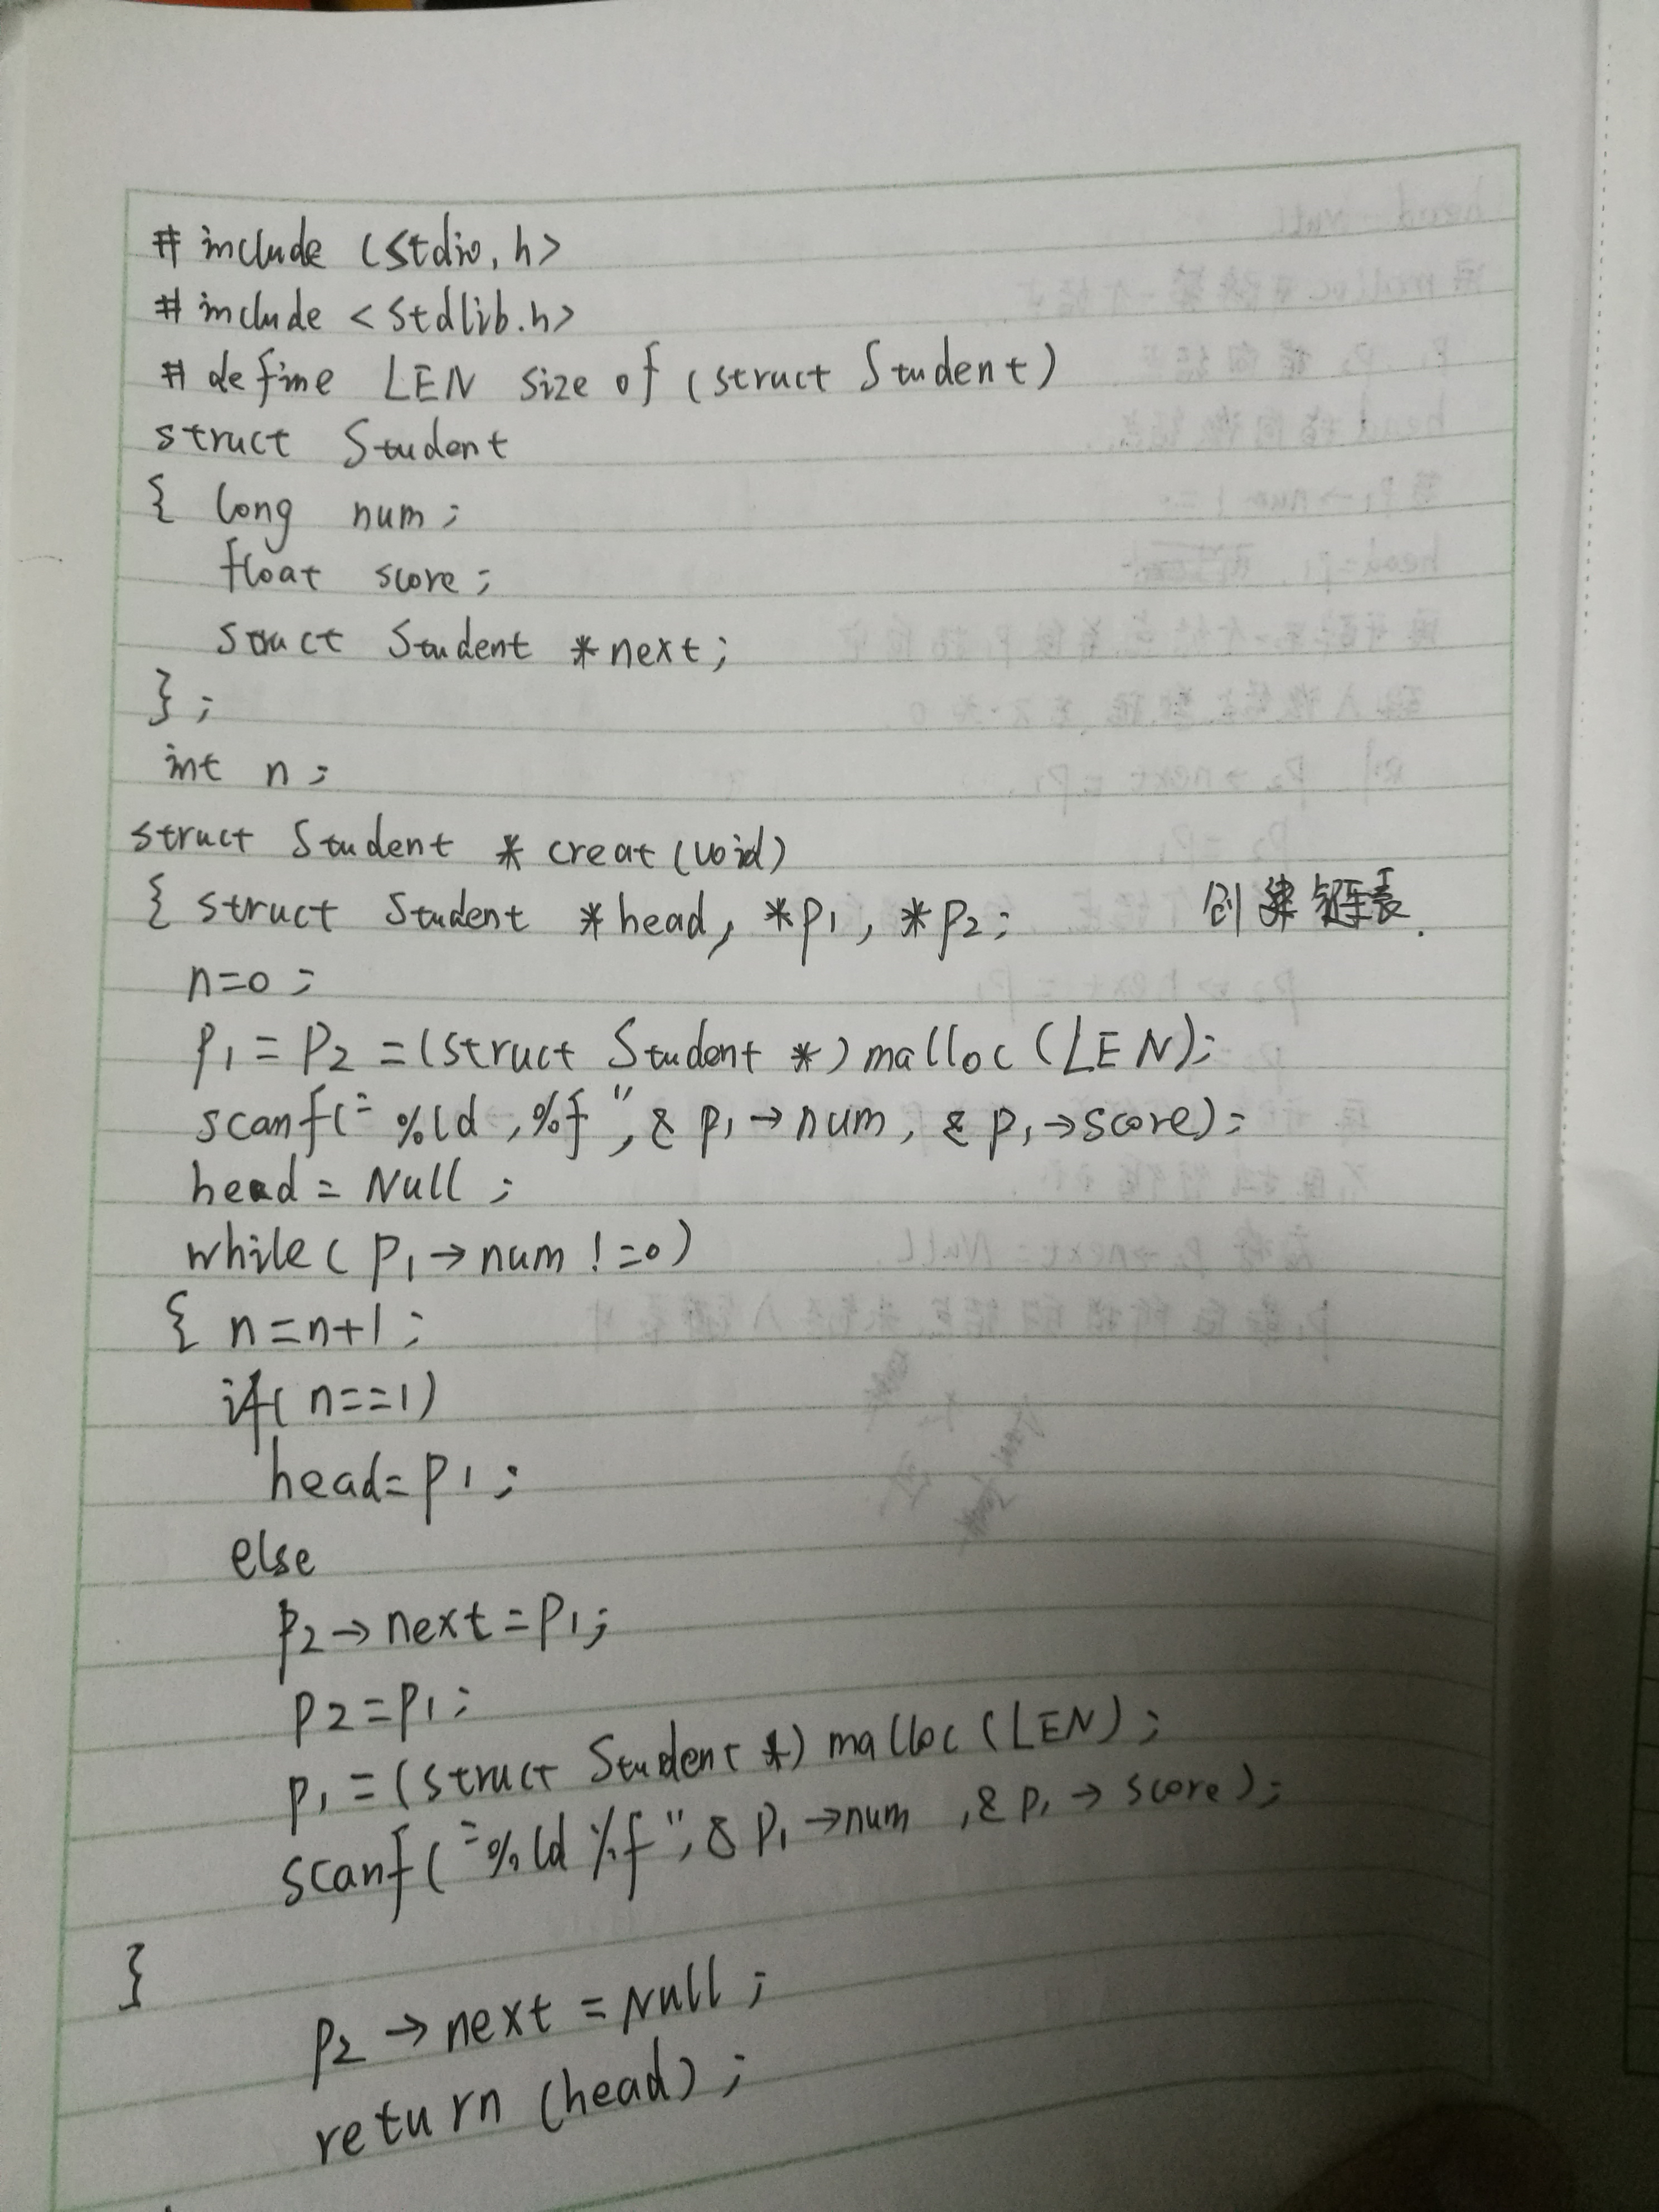 # include (stdio.h>
# include <stdlib.h>
# define LEN size of (struct Student)
struct Student
{ long num;
float score;
struct Student *next;
};
int n;
struct Student * creat(void)
{ struct Student *head, *p1, *p2; 创建链表.
n=0;
p1=p2=(struct Student *)malloc(LEN);
scanf("%ld,%f",&p1→num,&p1→score);
head=Null;
while(p1→num!=0)
{ n=n+1;
if(n==1)
head=p1;
else
p2→next=p1;
p2=p1;
p1=(struct Student *)malloc(LEN);
scanf("%ld %f",&p1→num,&p1→score);
}
p2→next=Null;
return (head);